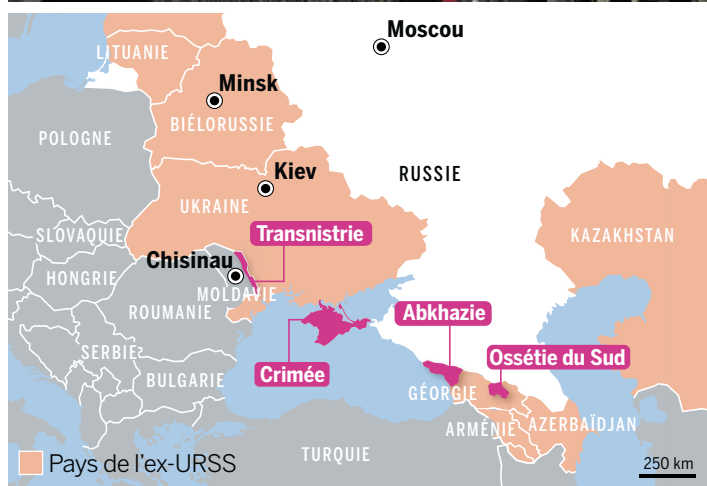 Moscou
LITUANIE
Minsk
BIÉLORUSSIE
POLOGNE
Kiev
RUSSIE
UKRAINE
Transnistrie
KAZAKHSTAN
SLOVAQUIE
Chisinau
HONGRIE
MOLDAVIE
ROUMANIE
Abkhazie
SERBIE
Ossétie du Sud
Crimée
BULGARIE
GÉORGIE
ARMÉNIE
AZERBAÏDJAN
TURQUIE
Pays de l'ex-URSS
250 km